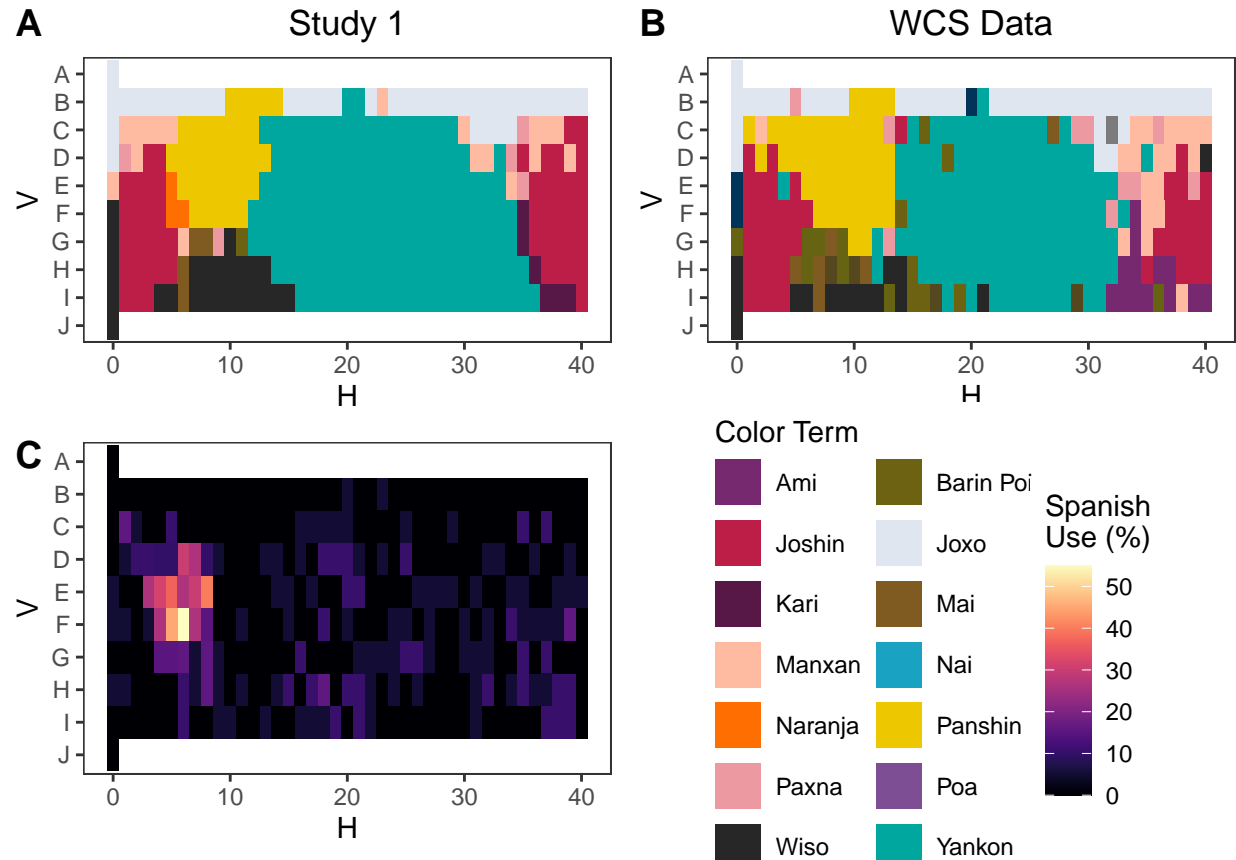 A
Study 1
B
WCS Data
A
B
C
D
E
F
G
H
I
J
V
0
10
20
30
40
H
A
B
C
D
E
F
G
H
I
J
V
0
10
20
30
40
H
C
A
B
C
D
E
F
G
H
I
J
V
0
10
20
30
40
H
Color Term
Ami
Barin Poi
Joshin
Joxo
Kari
Mai
Manxan
Nai
Naranja
Panshin
Paxna
Poa
Wiso
Yankon
Spanish
Use (%)
50
40
30
20
10
0